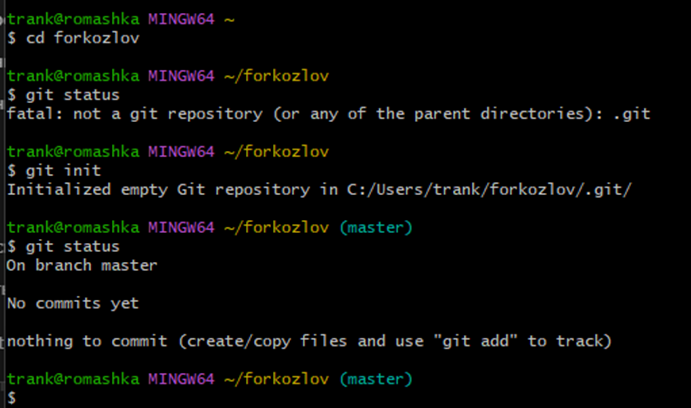 trank@romashka MINGW64 ~
$ cd forkozlov
trank@romashka MINGW64 ~/forkozlov
$ git status
fatal: not a git repository (or any of the parent directories): .git
trank@romashka MINGW64 ~/forkozlov
$ git init
Initialized empty Git repository in C:/Users/trank/forkozlov/.git/
trank@romashka MINGW64 ~/forkozlov (master)
$ git status
On branch master
No commits yet
nothing to commit (create/copy files and use "git add" to track)
trank@romashka MINGW64 ~/forkozlov (master)
$